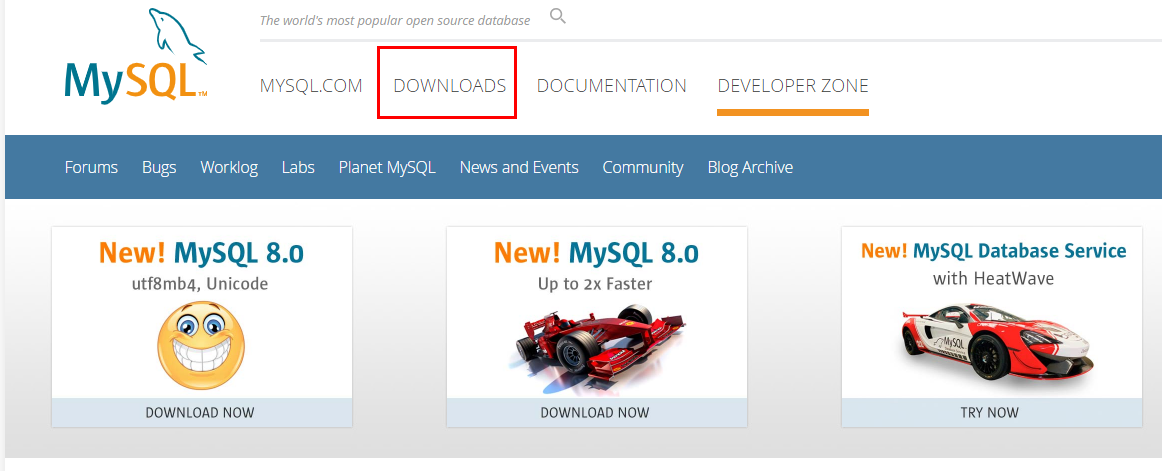 The world's most popular open source database
MySQL™
MYSQL.COM DOWNLOADS DOCUMENTATION DEVELOPER ZONE
Forums Bugs Worklog Labs Planet MySQL News and Events Community Blog Archive
New! MySQL 8.0
utf8mb4, Unicode
DOWNLOAD NOW
New! MySQL 8.0
Up to 2x Faster
DOWNLOAD NOW
New! MySQL Database Service
with HeatWave
MySQL
TRY NOW